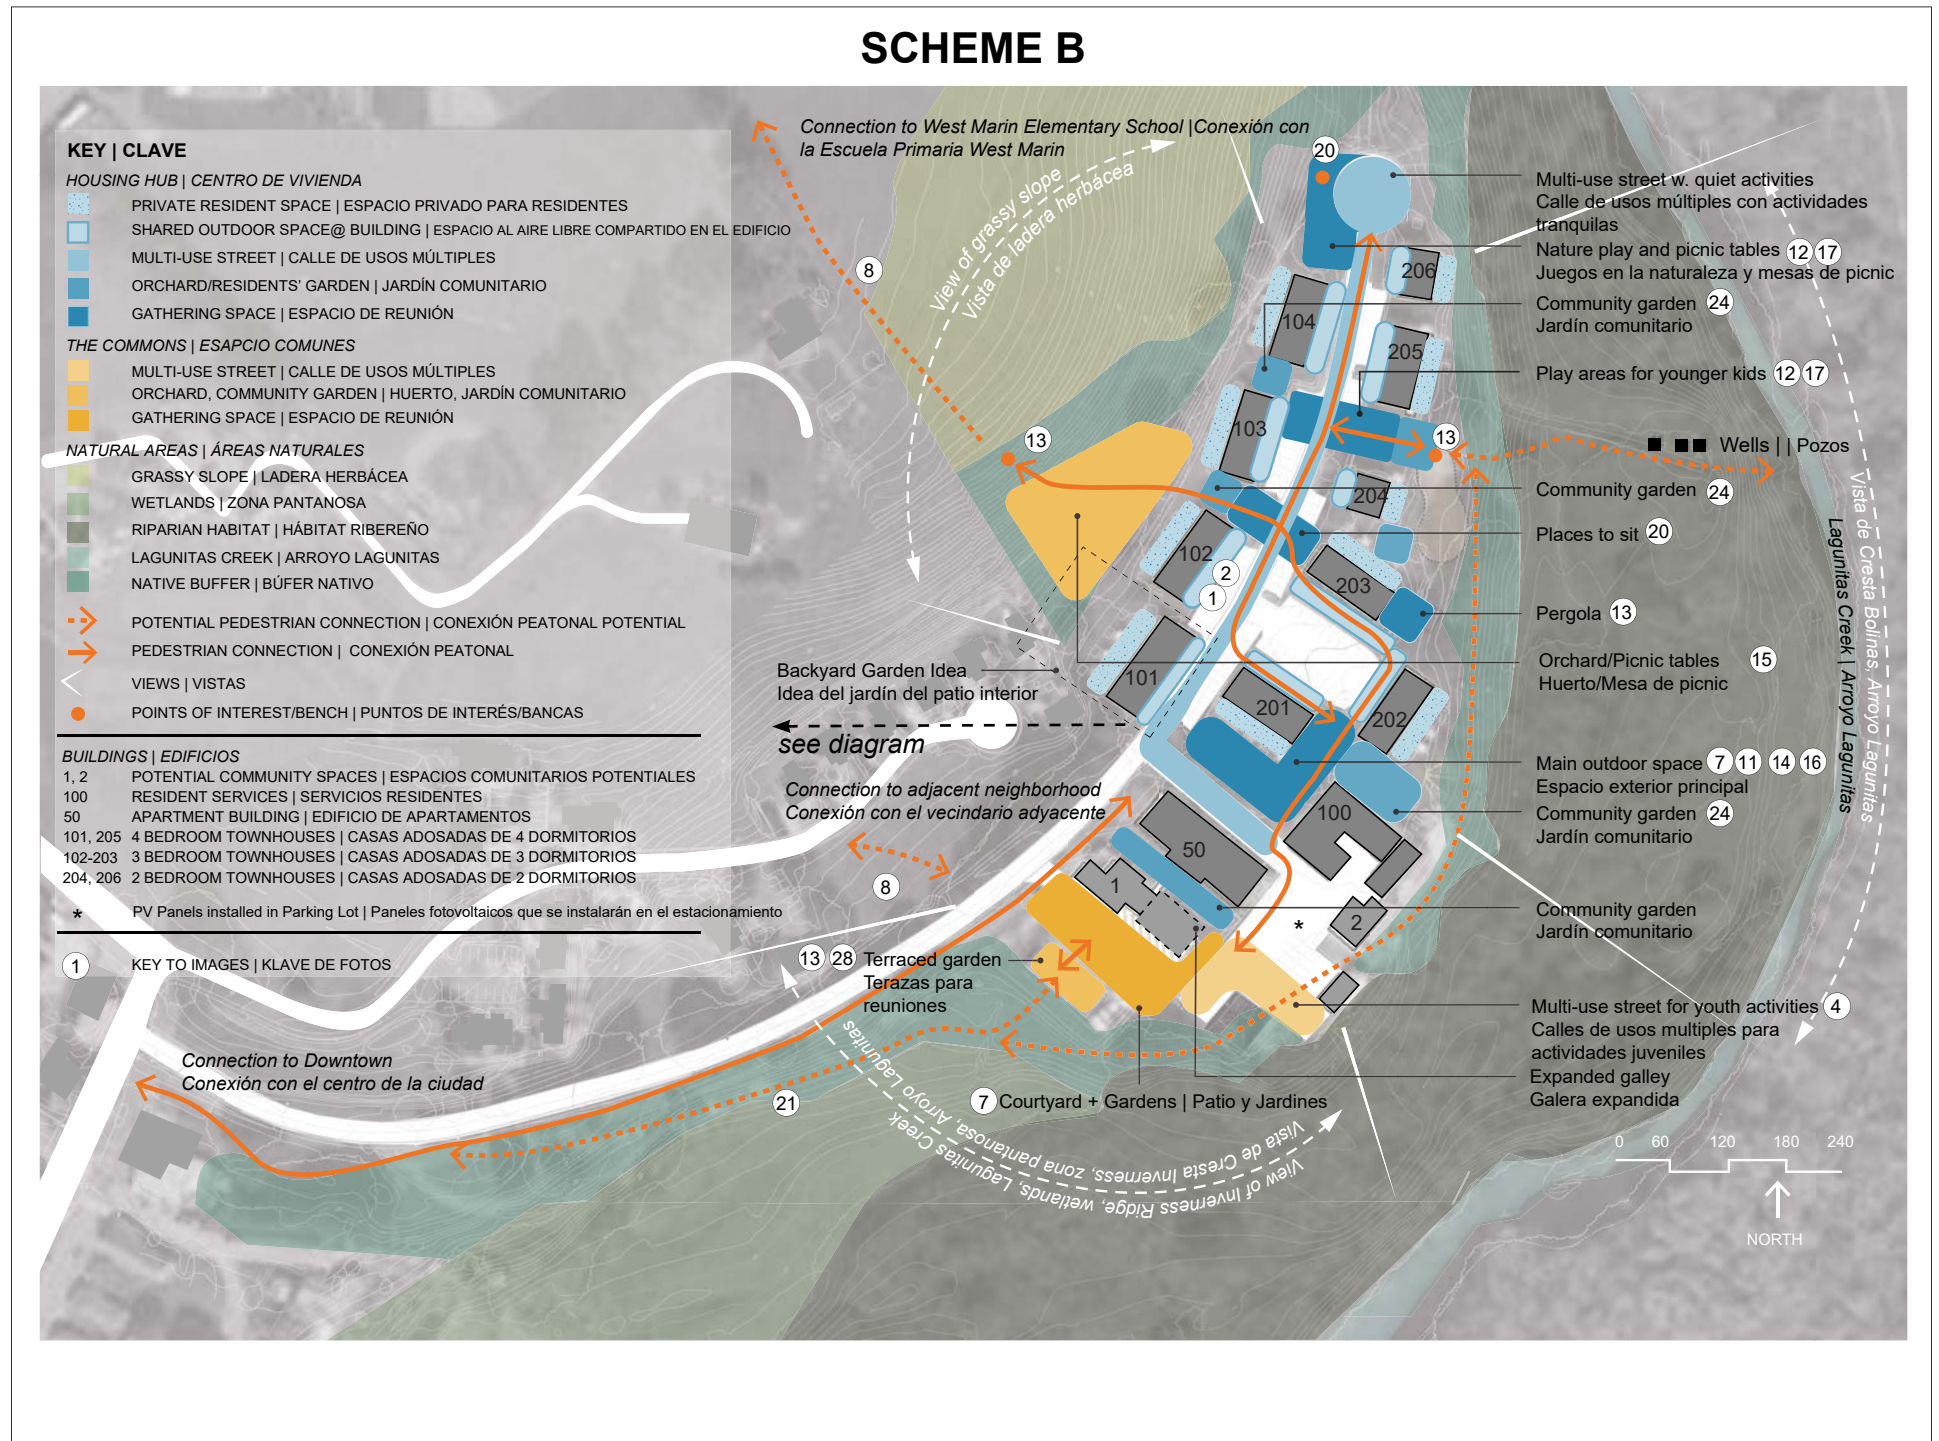 SCHEME B
KEY | CLAVE
HOUSING HUB | CENTRO DE VIVIENDA
PRIVATE RESIDENT SPACE | ESPACIO PRIVADO PARA RESIDENTES
SHARED OUTDOOR SPACE@ BUILDING | ESPACIO AL AIRE LIBRE COMPARTIDO EN EL EDIFICIO
MULTI-USE STREET | CALLE DE USOS MÚLTIPLES
ORCHARD/RESIDENTS' GARDEN | JARDÍN COMUNITARIO
GATHERING SPACE | ESPACIO DE REUNIÓN
THE COMMONS | ESAPCIO COMUNES
MULTI-USE STREET | CALLE DE USOS MÚLTIPLES
ORCHARD, COMMUNITY GARDEN | HUERTO, JARDÍN COMUNITARIO
GATHERING SPACE | ESPACIO DE REUNIÓN
NATURAL AREAS | ÁREAS NATURALES
GRASSY SLOPE | LADERA HERBÁCEA
WETLANDS | ZONA PANTANOSA
RIPARIAN HABITAT | HÁBITAT RIBEREÑO
LAGUNITAS CREEK | ARROYO LAGUNITAS
NATIVE BUFFER | BÚFER NATIVO
POTENTIAL PEDESTRIAN CONNECTION | CONEXIÓN PEATONAL POTENTIAL
PEDESTRIAN CONNECTION | CONEXIÓN PEATONAL
VIEWS | VISTAS
POINTS OF INTEREST/BENCH | PUNTOS DE INTERÉS/BANCAS
BUILDINGS | EDIFICIOS
1, 2 POTENTIAL COMMUNITY SPACES | ESPACIOS COMUNITARIOS POTENTIALES
100 RESIDENT SERVICES | SERVICIOS RESIDENTES
50 APARTMENT BUILDING | EDIFICIO DE APARTAMENTOS
101, 205 4 BEDROOM TOWNHOUSES | CASAS ADOSADAS DE 4 DORMITORIOS
102-203 3 BEDROOM TOWNHOUSES | CASAS ADOSADAS DE 3 DORMITORIOS
204, 206 2 BEDROOM TOWNHOUSES | CASAS ADOSADAS DE 2 DORMITORIOS
* PV Panels installed in Parking Lot | Paneles fotovoltaicos que se instalarán en el estacionamiento
1 KEY TO IMAGES | KLAVE DE FOTOS
Connection to West Marin Elementary School |Conexión con
la Escuela Primaria West Marin
View of grassy slope
Vista de ladera herbácea
8
13
20
206
104
205
103
13
204
102
2
1
203
101
201
202
100
50
1
2
*
Backyard Garden Idea
Idea del jardín del patio interior
see diagram
Connection to adjacent neighborhood
Conexión con el vecindario adyacente
8
13 28 Terraced garden
Terazas para
reuniones
Connection to Downtown
Conexión con el centro de la ciudad
21
7 Courtyard + Gardens | Patio y Jardines
Vista de Cresta Inverness, zona pantanosa, Arroyo Lagunitas
View of Inverness Ridge, wetlands, Lagunitas Creek
Multi-use street w. quiet activities
Calle de usos múltiples con actividades
tranquilas
Nature play and picnic tables 12 17
Juegos en la naturaleza y mesas de picnic
Community garden 24
Jardín comunitario
Play areas for younger kids 12 17
Wells | | Pozos
Community garden 24
Places to sit 20
Pergola 13
Orchard/Picnic tables 15
Huerto/Mesa de picnic
Main outdoor space 7 11 14 16
Espacio exterior principal
Community garden 24
Jardín comunitario
Community garden
Jardín comunitario
Multi-use street for youth activities 4
Calles de usos multiples para
actividades juveniles
Expanded galley
Galera expandida
Vista de Cresta Bolinas, Arroyo Lagunitas
Lagunitas Creek | Arroyo Lagunitas
0 60 120 180 240
NORTH